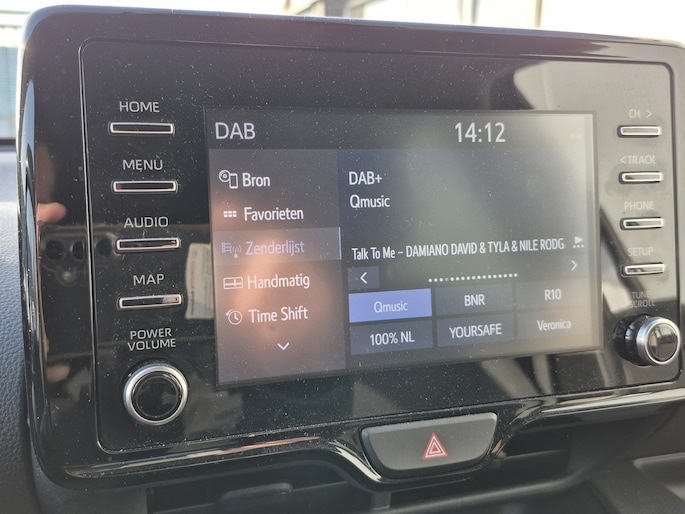 HOME
MENU
AUDIO
MAP
POWER
VOLUME
DAB
14:12
Bron
Favorieten
Zenderlijst
Handmatig
Time Shift
DAB+
Qmusic
Talk To Me – DAMIANO DAVID & TYLA & NILE RODG
Qmusic BNR R10
100% NL YOURSAFE Veronica
CH >
< TRACK
PHONE
SETUP
TUNE
SCROLL